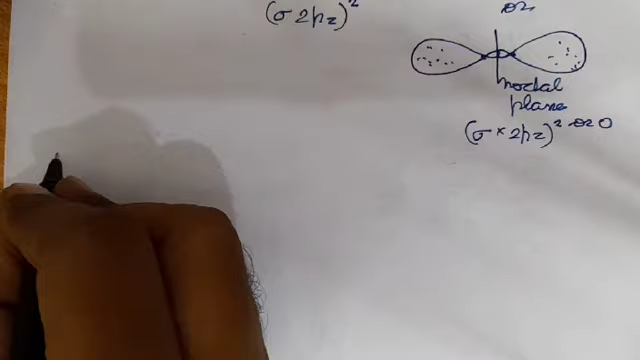 (σ 2pz)²
or
nodal
plane
(σ * 2pz)² or 0